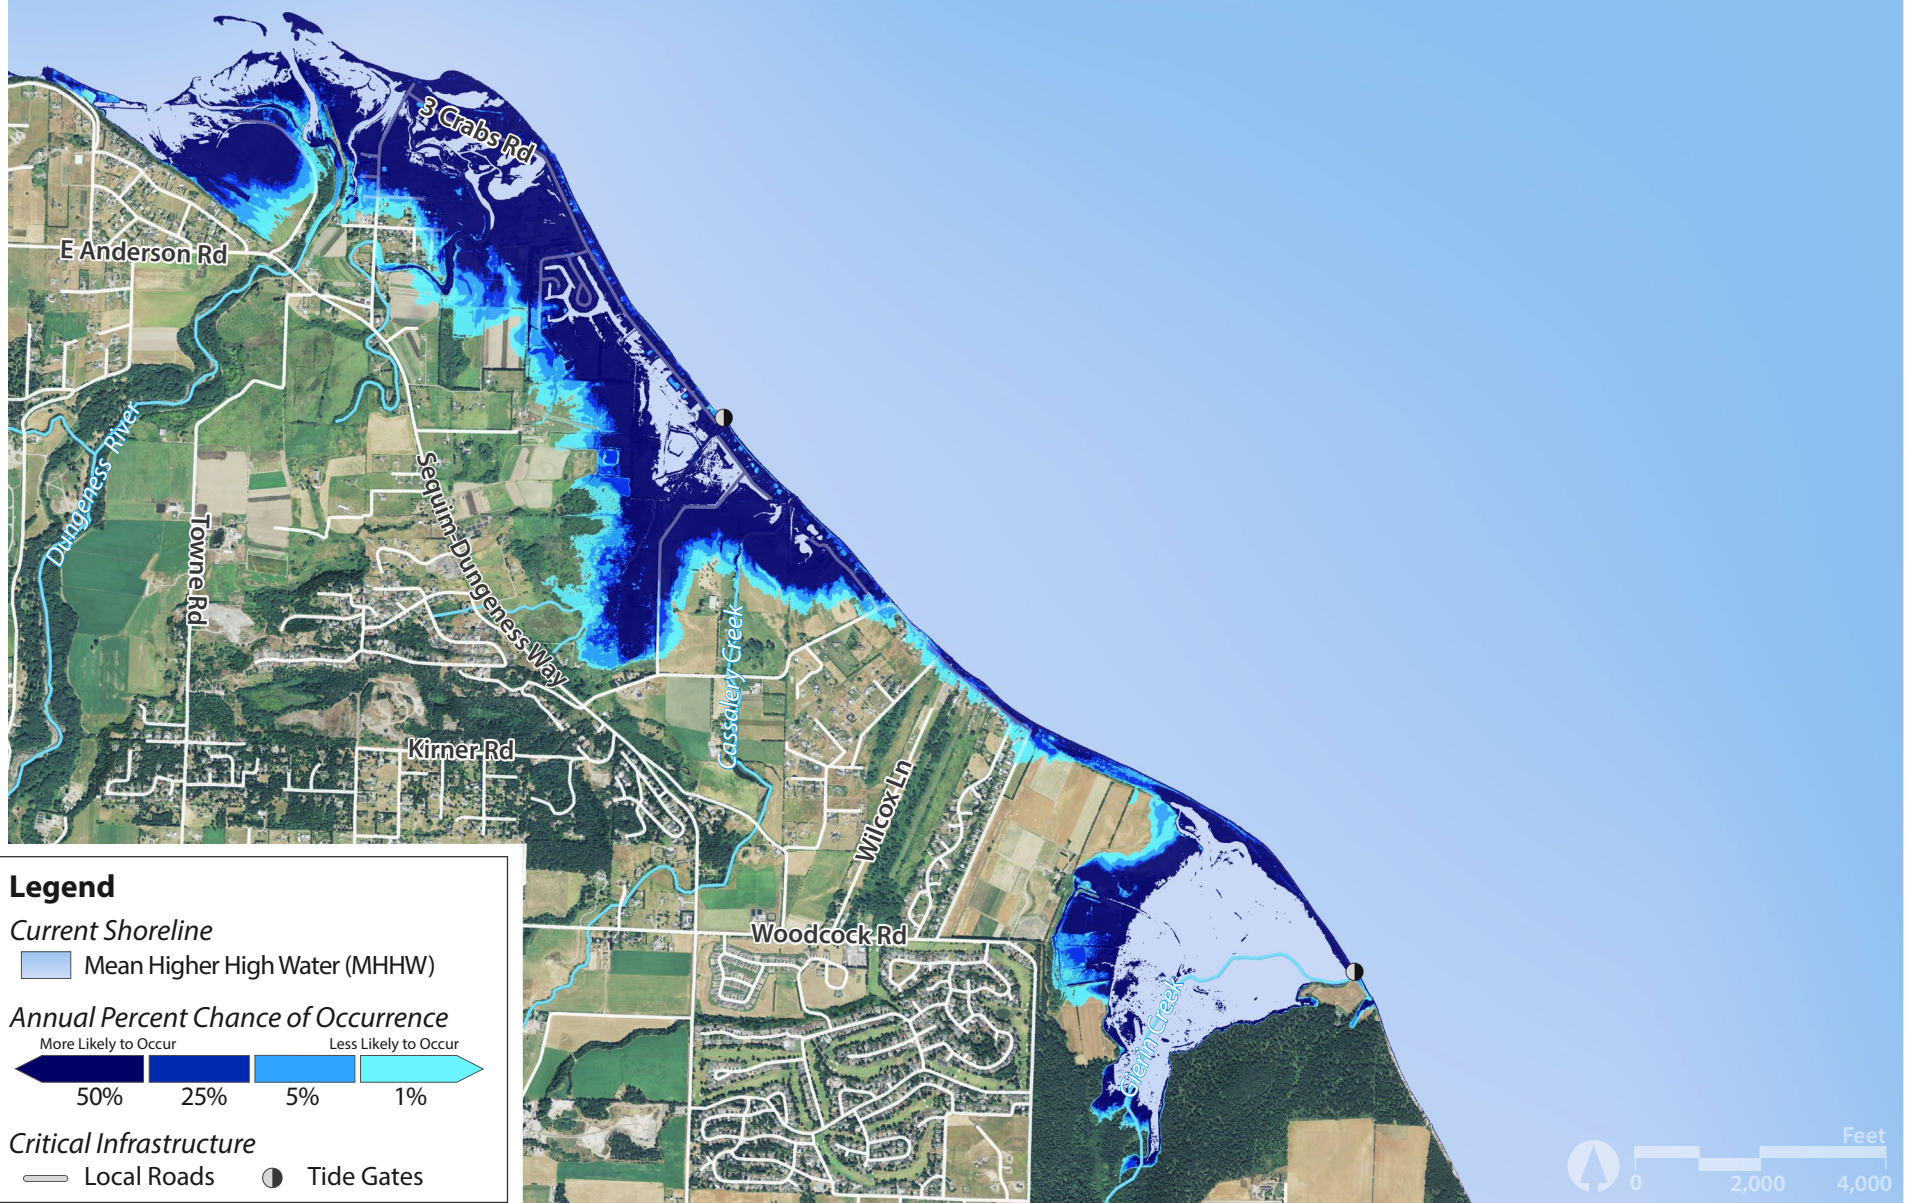 3 Crabs Rd
E Anderson Rd
Dungeness River
Towne Rd
Sequim-Dungeness Way
Cassalery Creek
Kirner Rd
Wilcox Ln
Woodcock Rd
Gierin Creek
Legend
Current Shoreline
Mean Higher High Water (MHHW)
Annual Percent Chance of Occurrence
More Likely to Occur Less Likely to Occur
50% 25% 5% 1%
Critical Infrastructure
Local Roads Tide Gates
Feet
0 2,000 4,000